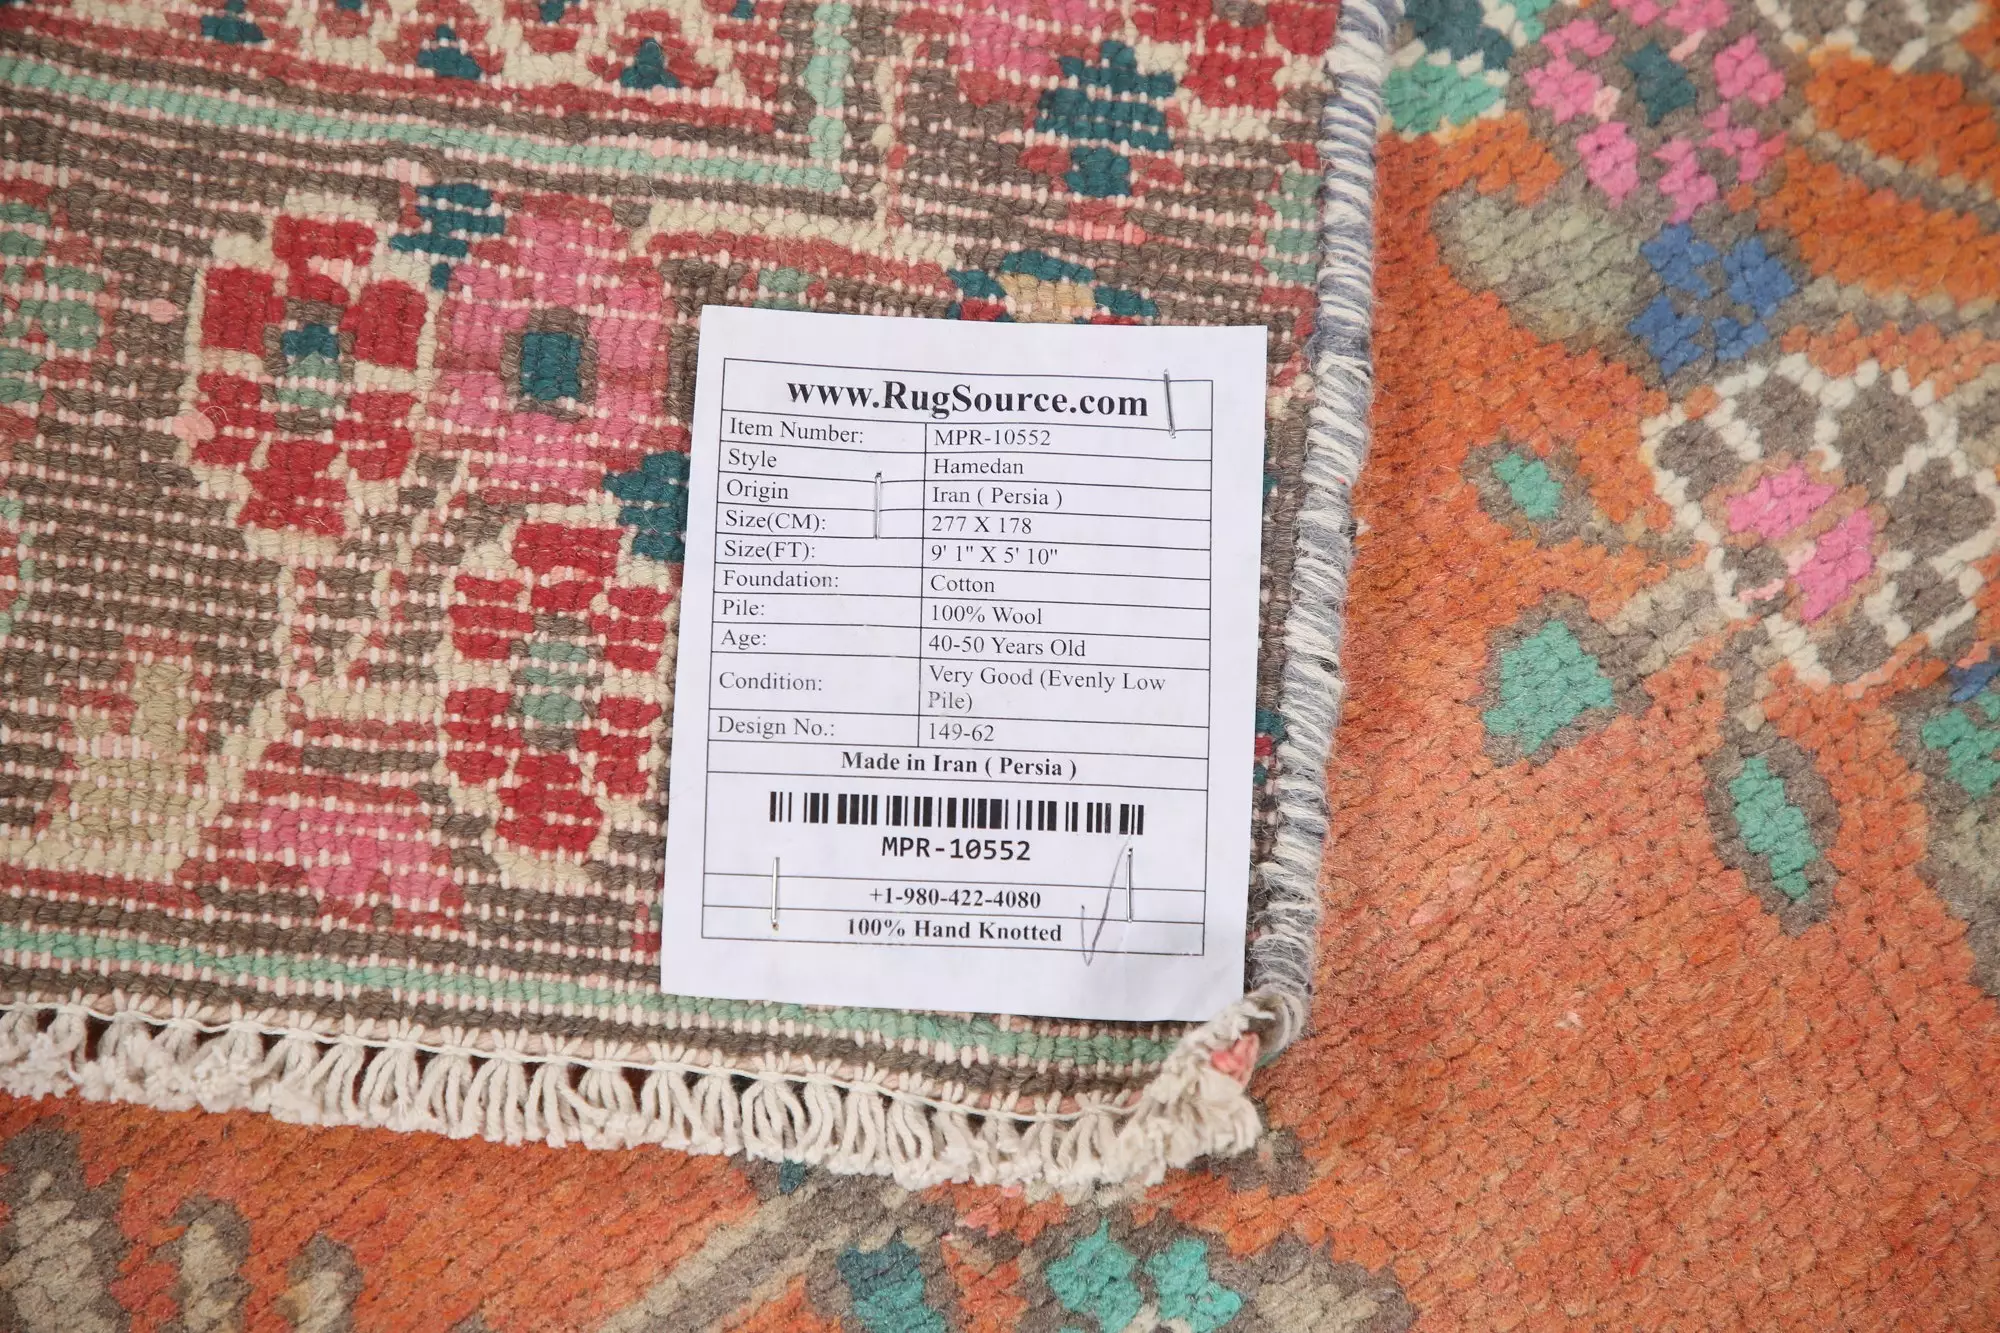 www.RugSource.com
Item Number: MPR-10552
Style Hamedan
Origin Iran ( Persia )
Size(CM): 277 X 178
Size(FT): 9' 1" X 5' 10"
Foundation: Cotton
Pile: 100% Wool
Age: 40-50 Years Old
Condition: Very Good (Evenly Low
Pile)
Design No.: 149-62
Made in Iran ( Persia )
MPR-10552
+1-980-422-4080
100% Hand Knotted